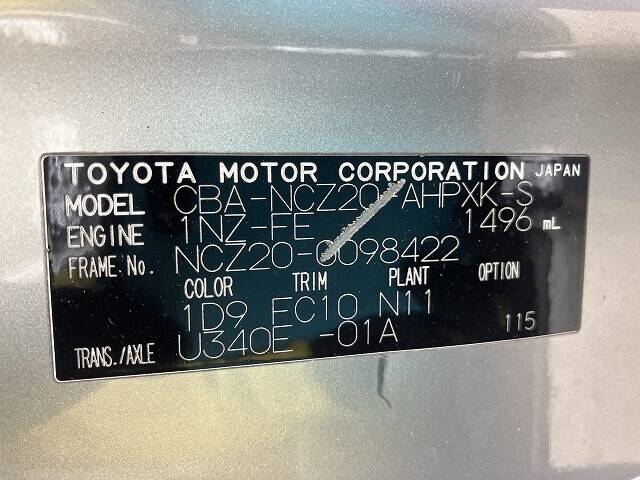 TOYOTA MOTOR CORPORATION JAPAN
MODEL CBA-NCZ20-AHPXK-S
ENGINE 1NZ-FE 1496 mL
FRAME No. NCZ20-0098422
COLOR TRIM PLANT OPTION
1D9 FC10 N11
TRANS./AXLE U340E -01A 115